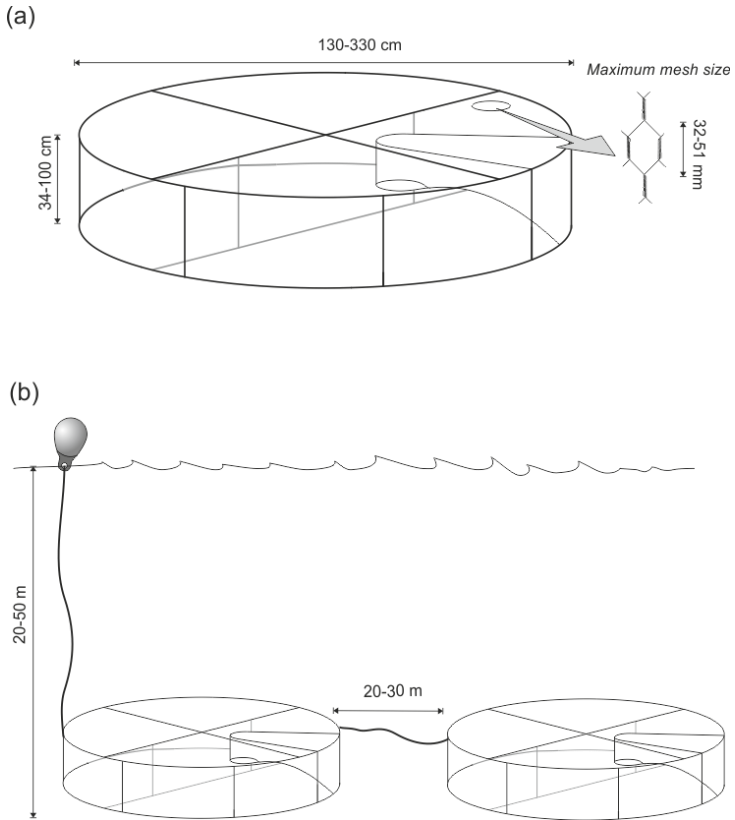 (a)
130-330 cm
Maximum mesh size
34-100 cm
32-51 mm
(b)
20-50 m
20-30 m